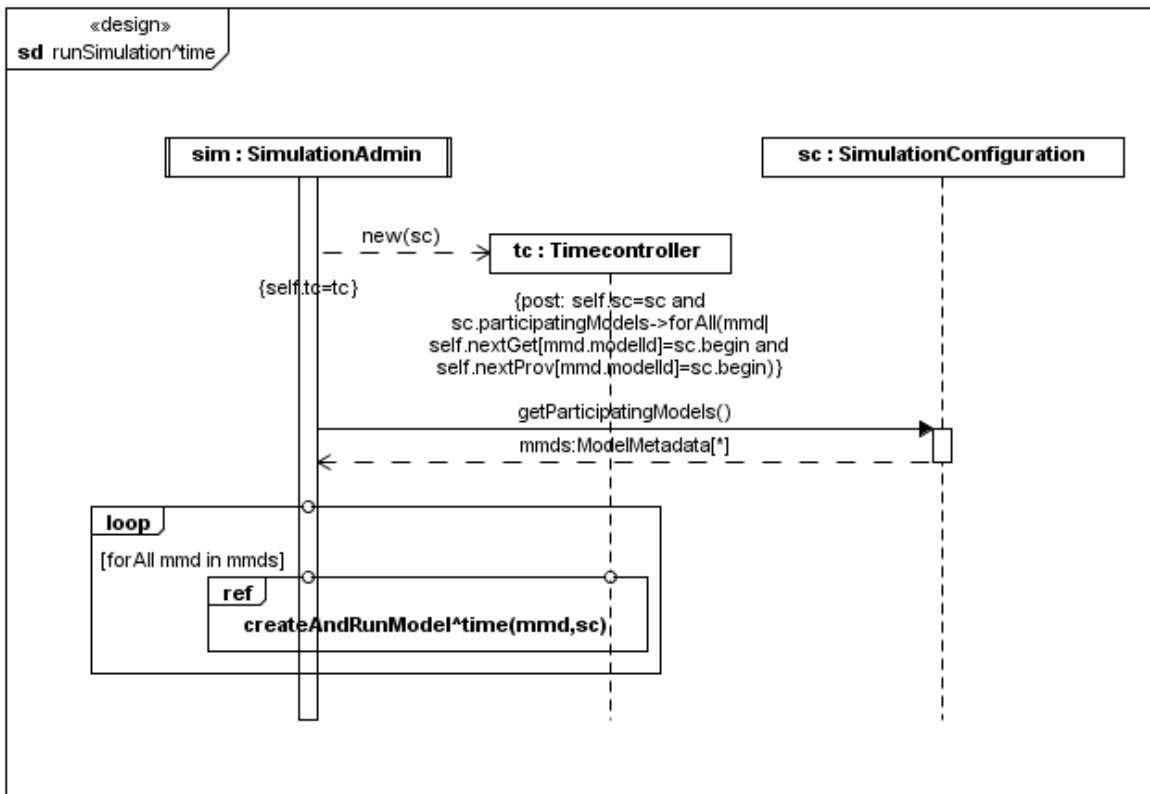 «design»
sd runSimulation^time
sim : SimulationAdmin
sc : SimulationConfiguration
new(sc)
tc : Timecontroller
{self.tc=tc}
{post: self.sc=sc and
sc.participatingModels->forAll(mmd|
self.nextGet[mmd.modelId]=sc.begin and
self.nextProv[mmd.modelId]=sc.begin)}
getParticipatingModels()
mmds:ModelMetadata[*]
loop
[forAll mmd in mmds]
ref
createAndRunModel^time(mmd,sc)